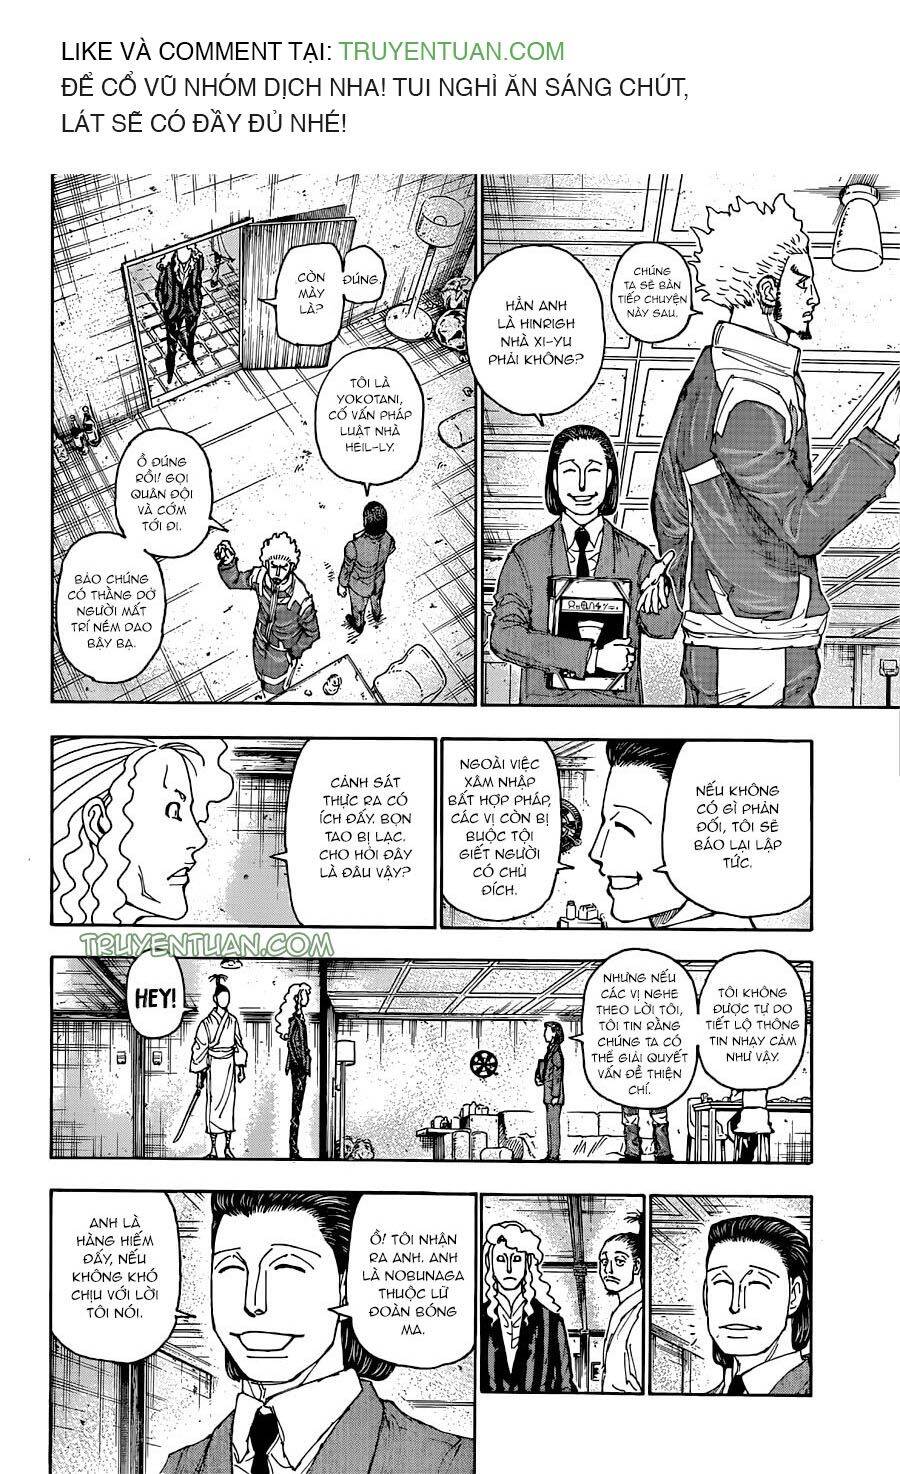 LIKE VÀ COMMENT TẠI: TRUYENTUAN.COM
ĐỂ CỔ VŨ NHÓM DỊCH NHA! TUI NGHỈ ĂN SÁNG CHÚT,
LÁT SẼ CÓ ĐẦY ĐỦ NHÉ!
CHÚNG
TA SẼ BÀN
TIẾP CHUYỆN
NÀY SAU.
HẲN ANH
LÀ HINRIGH
NHÀ XI-YU
PHẢI KHÔNG?
ĐÚNG.
CÒN
MÀY
LÀ?
TÔI LÀ
YOKOTANI,
CỐ VẤN PHÁP
LUẬT NHÀ
HEIL-LY.
Ồ ĐÚNG
RỒI! GỌI
QUÂN ĐỘI
VÀ CỚM
TỚI ĐI.
BẢO CHÚNG
CÓ THẰNG DỞ
NGƯỜI MẤT
TRÍ NÉM DAO
BẬY BẠ.
NẾU KHÔNG
CÓ GÌ PHẢN
ĐỐI, TÔI SẼ
BÁO LẠI LẬP
TỨC.
NGOÀI VIỆC
XÂM NHẬP
BẤT HỢP PHÁP,
CÁC VỊ CÒN BỊ
BUỘC TỘI
GIẾT NGƯỜI
CÓ CHỦ
ĐÍCH.
CẢNH SÁT
THỰC RA CÓ
ÍCH ĐẤY. BỌN
TAO BỊ LẠC.
CHO HỎI ĐÂY
LÀ ĐÂU VẬY?
TRUYENTUAN.COM
TÔI KHÔNG
ĐƯỢC TỰ DO
TIẾT LỘ THÔNG
TIN NHẠY CẢM
NHƯ VẬY.
NHƯNG NẾU
CÁC VỊ NGHE
THEO LỜI TÔI,
TÔI TIN RẰNG
CHÚNG TA CÓ
THỂ GIẢI QUYẾT
VẤN ĐỀ THIỆN
CHÍ.
HEY!
Ồ! TÔI NHẬN
RA ANH. ANH
LÀ NOBUNAGA
THUỘC LỮ
ĐOÀN BÓNG
MA.
ANH LÀ
HÀNG HIẾM
ĐẤY, NẾU
KHÔNG KHÓ
CHỊU VỚI LỜI
TÔI NÓI.
TRUYENTUAN.COM